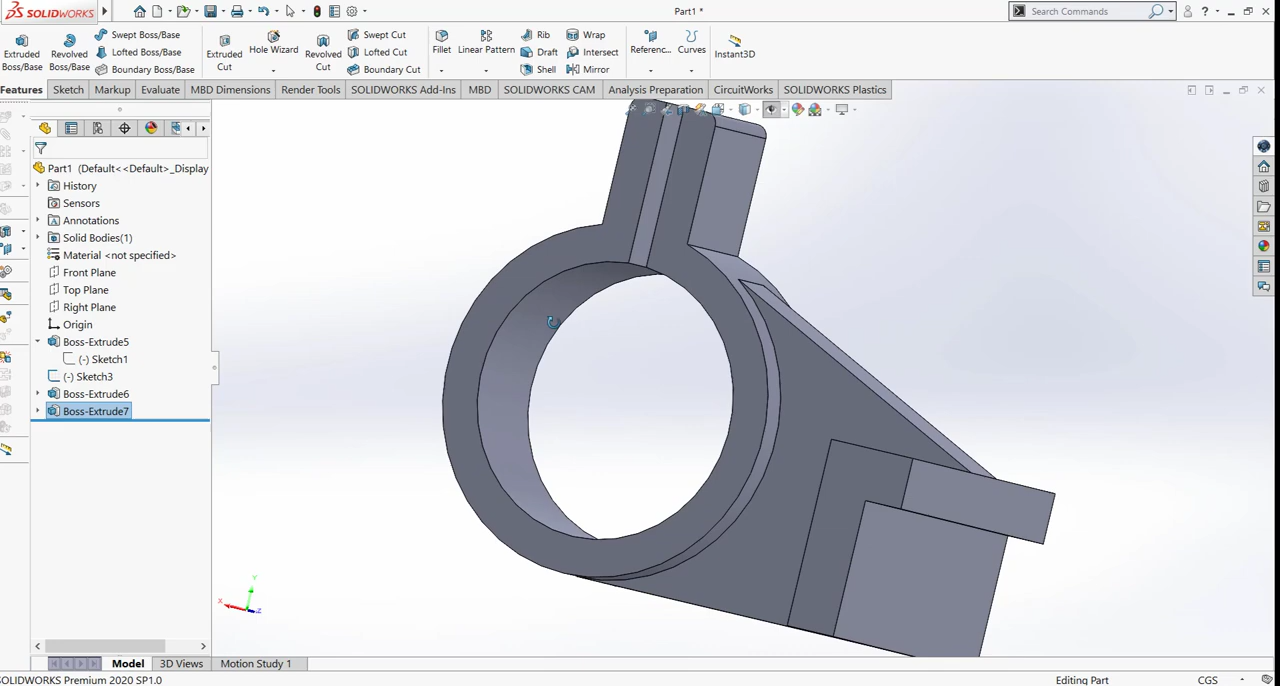 SOLIDWORKS
Part1 *
Search Commands
?
Extruded Boss/Base
Revolved Boss/Base
Swept Boss/Base
Lofted Boss/Base
Boundary Boss/Base
Extruded Cut
Hole Wizard
Revolved Cut
Swept Cut
Lofted Cut
Boundary Cut
Fillet
Linear Pattern
Rib
Draft
Shell
Wrap
Intersect
Mirror
Referenc...
Curves
Instant3D
Features
Sketch
Markup
Evaluate
MBD Dimensions
Render Tools
SOLIDWORKS Add-Ins
MBD
SOLIDWORKS CAM
Analysis Preparation
CircuitWorks
SOLIDWORKS Plastics
Part1 (Default<<Default>_Display
History
Sensors
Annotations
Solid Bodies(1)
Material <not specified>
Front Plane
Top Plane
Right Plane
Origin
Boss-Extrude5
(-) Sketch1
(-) Sketch3
Boss-Extrude6
Boss-Extrude7
Y
X
Z
Model
3D Views
Motion Study 1
SOLIDWORKS Premium 2020 SP1.0
Editing Part
CGS